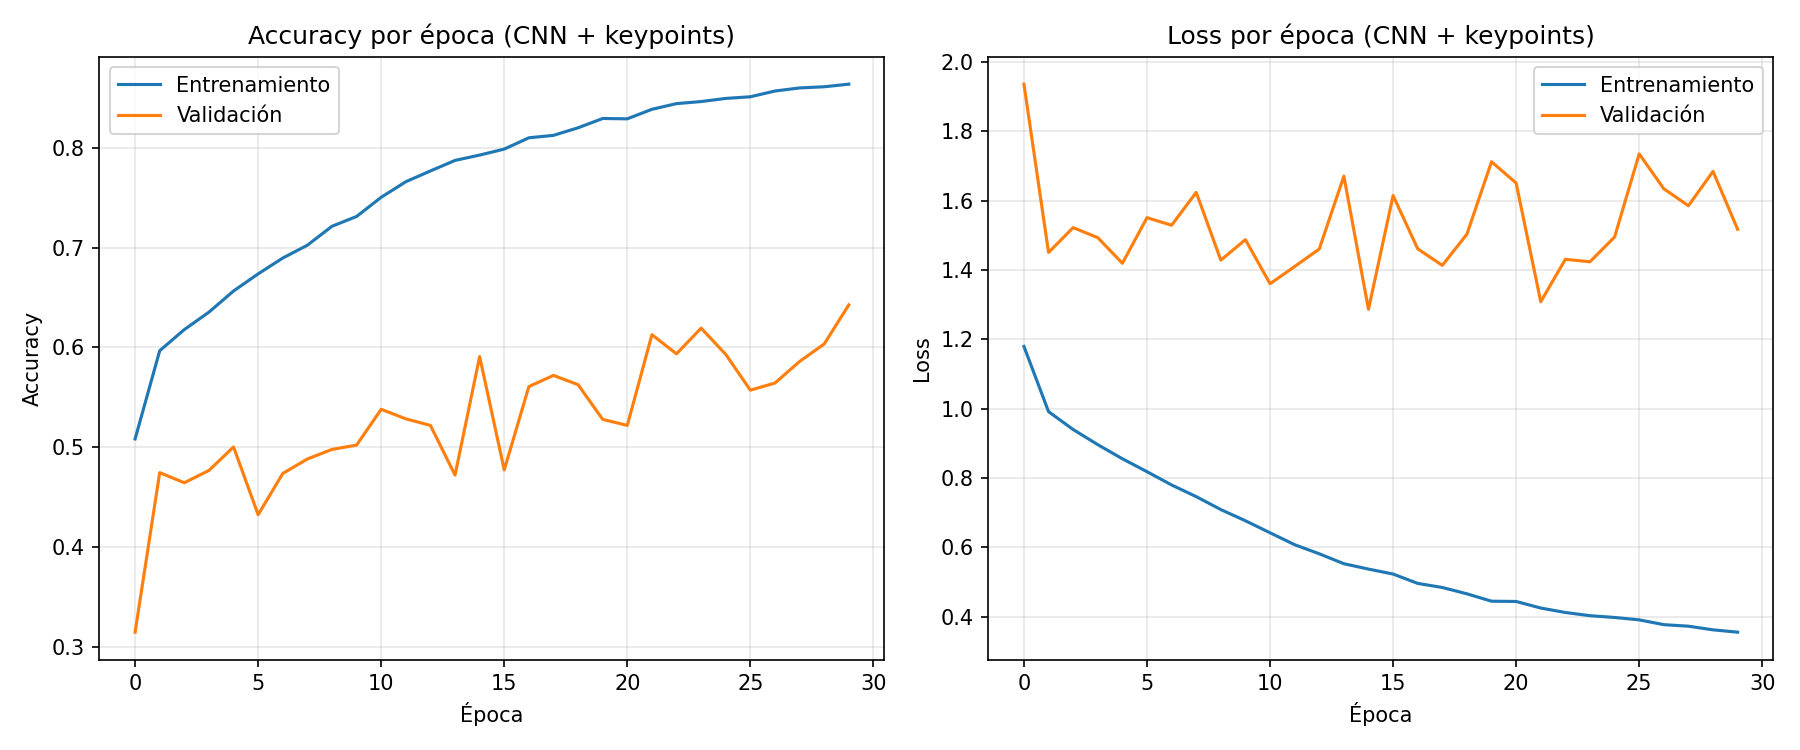 Accuracy por época (CNN + keypoints)
Entrenamiento
Validación
0.8
0.7
0.6
0.5
0.4
0.3
Accuracy
0 5 10 15 20 25 30
Época
Loss por época (CNN + keypoints)
Entrenamiento
Validación
2.0
1.8
1.6
1.4
1.2
1.0
0.8
0.6
0.4
Loss
0 5 10 15 20 25 30
Época